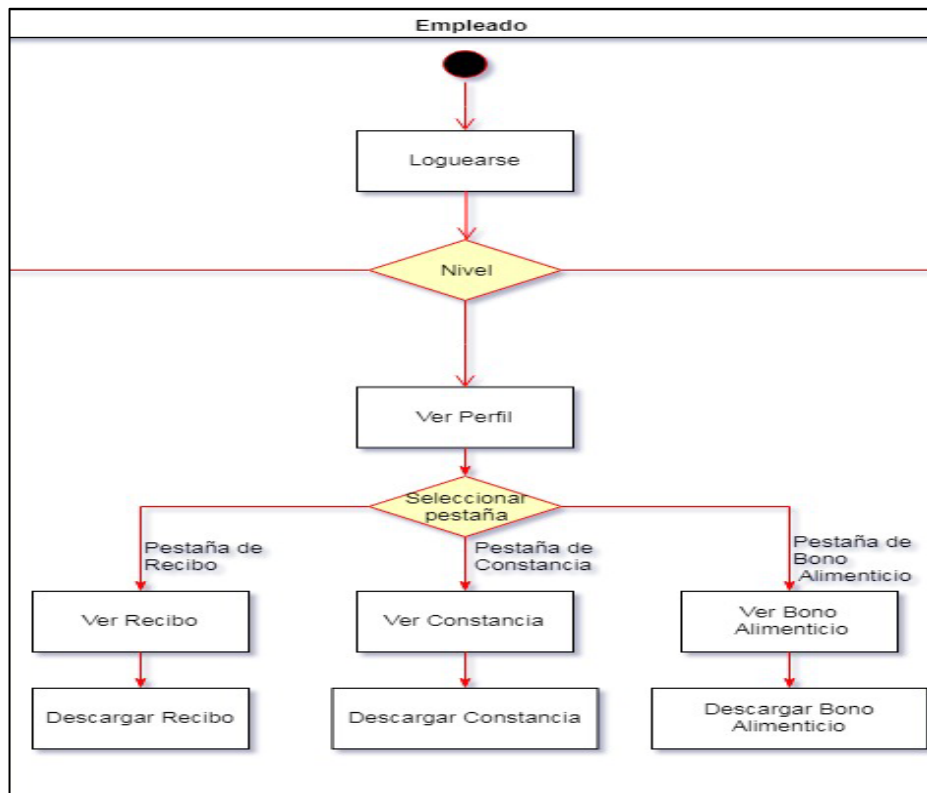 Empleado
Loguearse
Nivel
Ver Perfil
Seleccionar
pestaña
Pestaña de
Recibo
Pestaña de
Constancia
Pestaña de
Bono
Alimenticio
Ver Recibo
Ver Constancia
Ver Bono
Alimenticio
Descargar Recibo
Descargar Constancia
Descargar Bono
Alimenticio